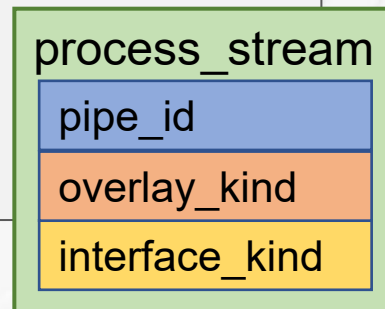 process_stream
pipe_id
overlay_kind
interface_kind